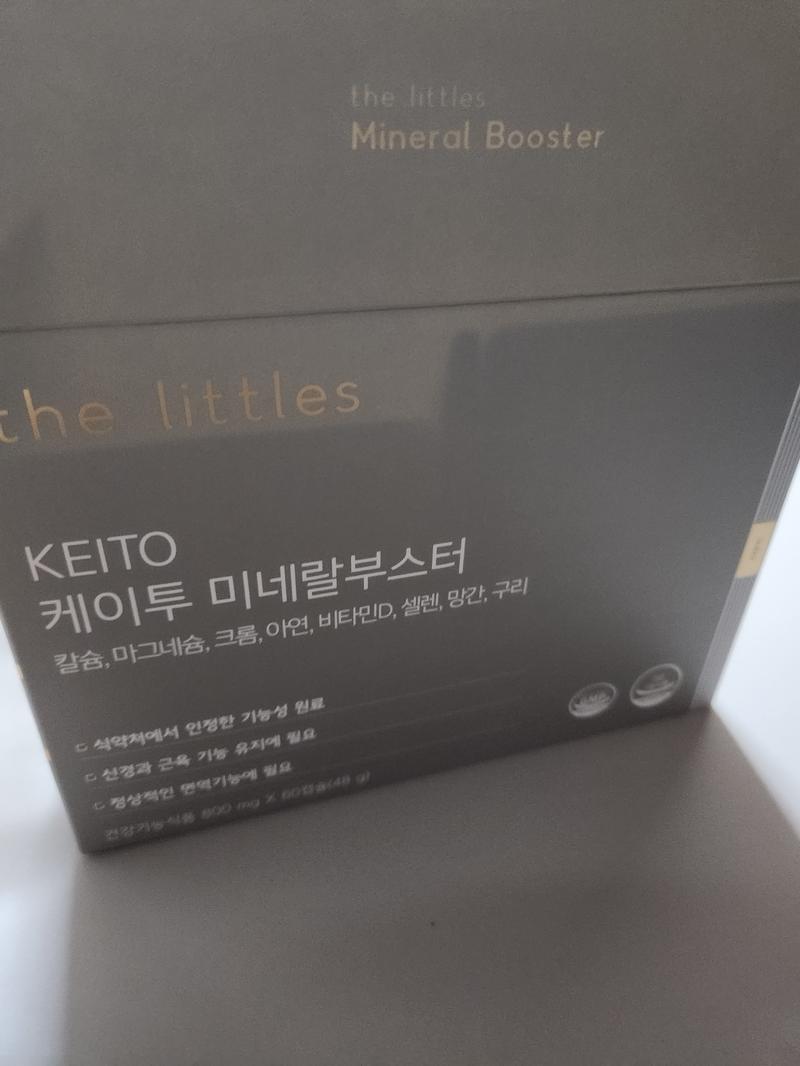 the littles
Mineral Booster
the littles
KEITO
케이투 미네랄부스터
칼슘, 마그네슘, 크롬, 아연, 비타민D, 셀렌, 망간, 구리
식약처에서 인정한 기능성 원료
신경과 근육 기능 유지에 필요
정상적인 면역기능에 필요
건강기능식품 800 mg X 60캡슐(48 g)
GMP